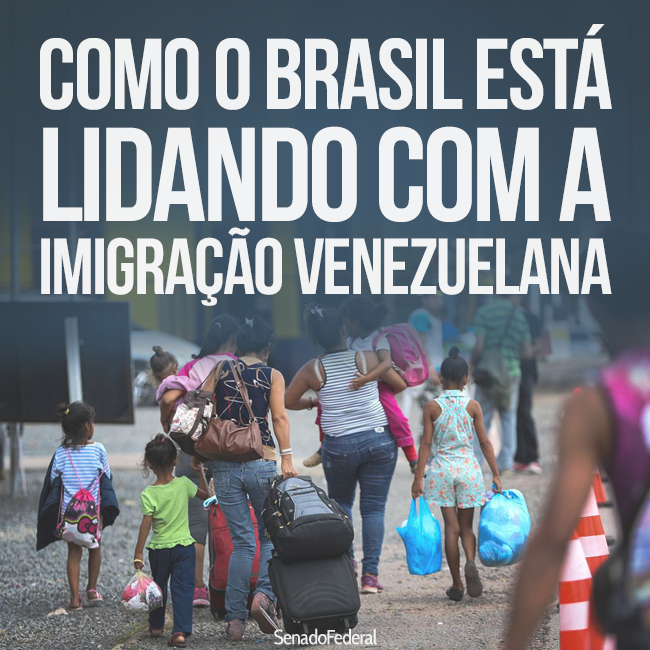 COMO O BRASIL ESTÁ
LIDANDO COM A
IMIGRAÇÃO VENEZUELANA
SenadoFederal